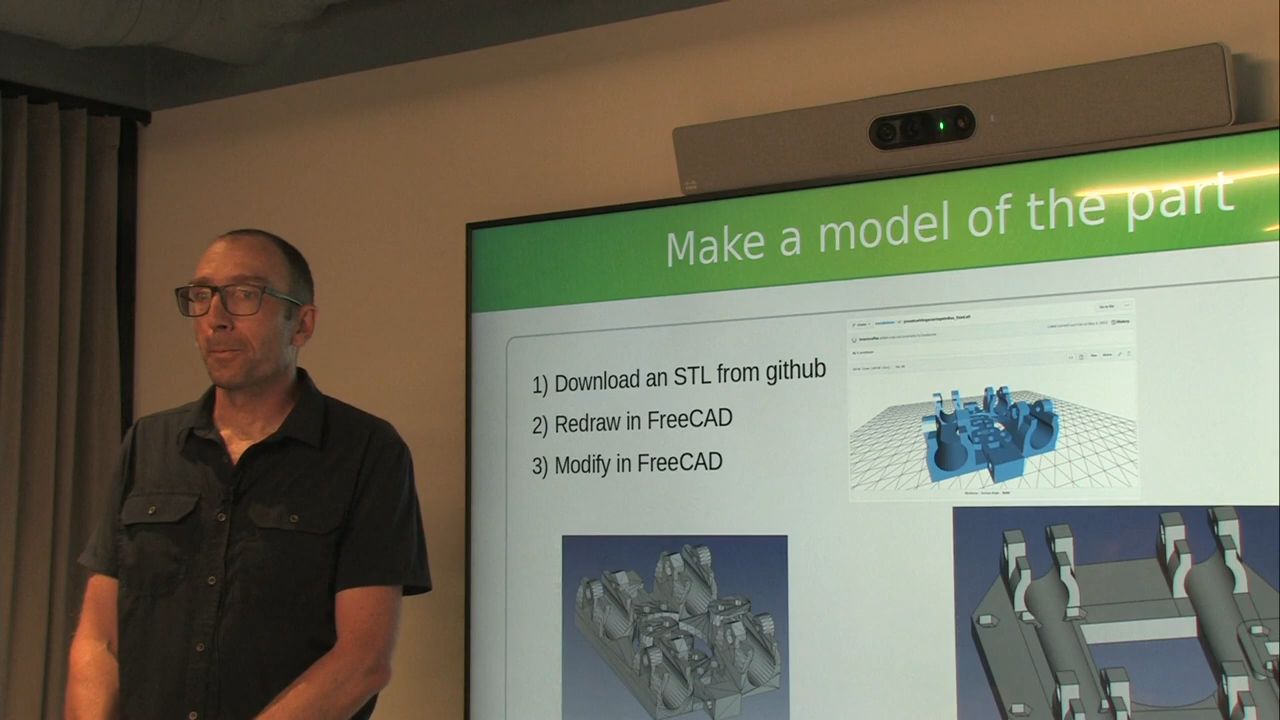 Make a model of the part
1) Download an STL from github
2) Redraw in FreeCAD
3) Modify in FreeCAD